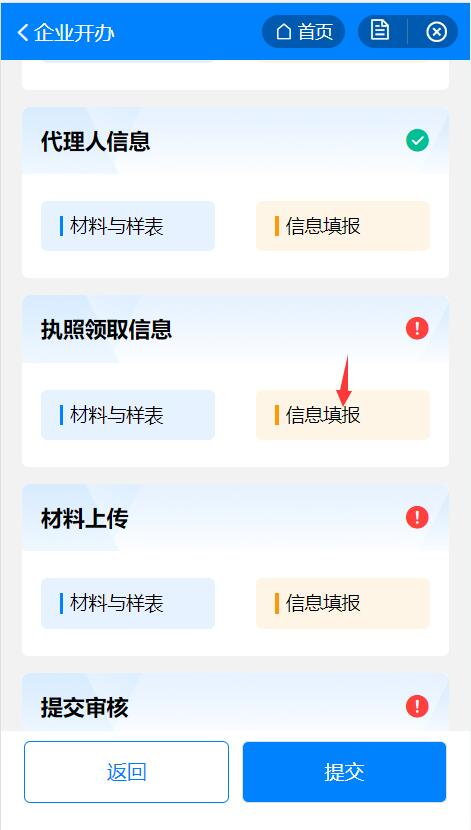 企业开办
首页
代理人信息
材料与样表
信息填报
执照领取信息
材料与样表
信息填报
材料上传
材料与样表
信息填报
提交审核
返回
提交